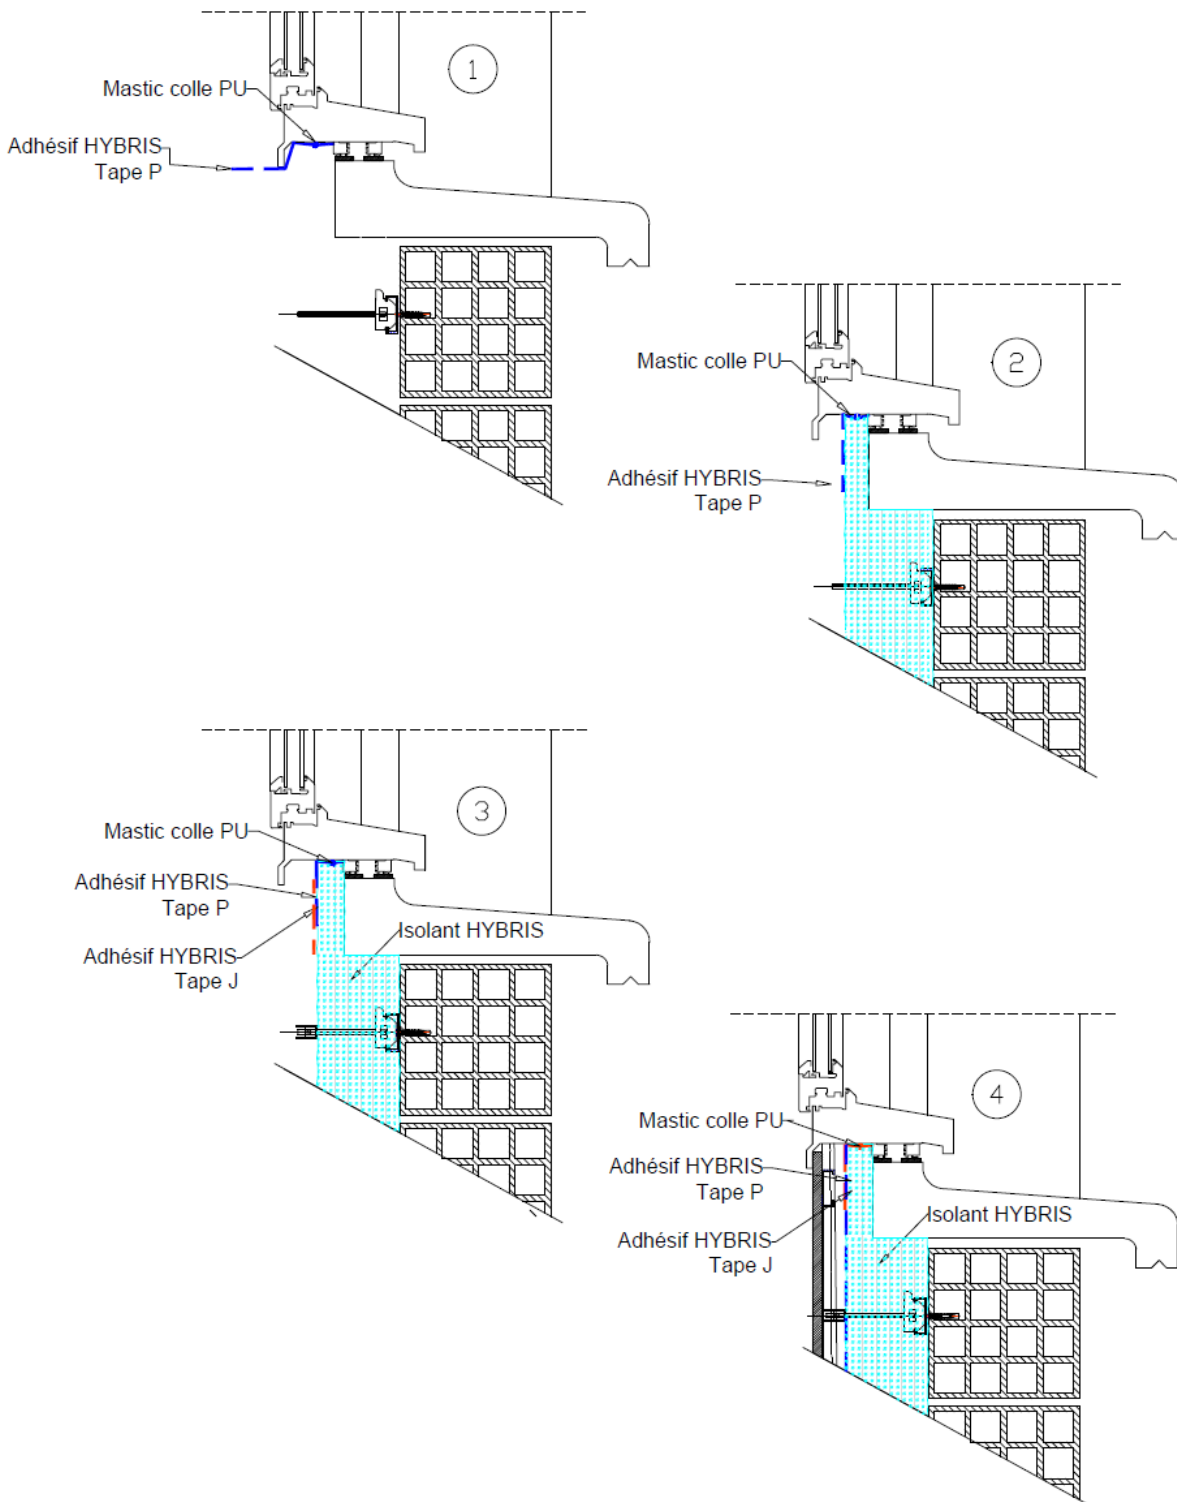 1
Mastic colle PU
Adhésif HYBRIS
Tape P
2
Mastic colle PU
Adhésif HYBRIS
Tape P
3
Mastic colle PU
Adhésif HYBRIS
Tape P
Isolant HYBRIS
Adhésif HYBRIS
Tape J
4
Mastic colle PU
Adhésif HYBRIS
Tape P
Isolant HYBRIS
Adhésif HYBRIS
Tape J